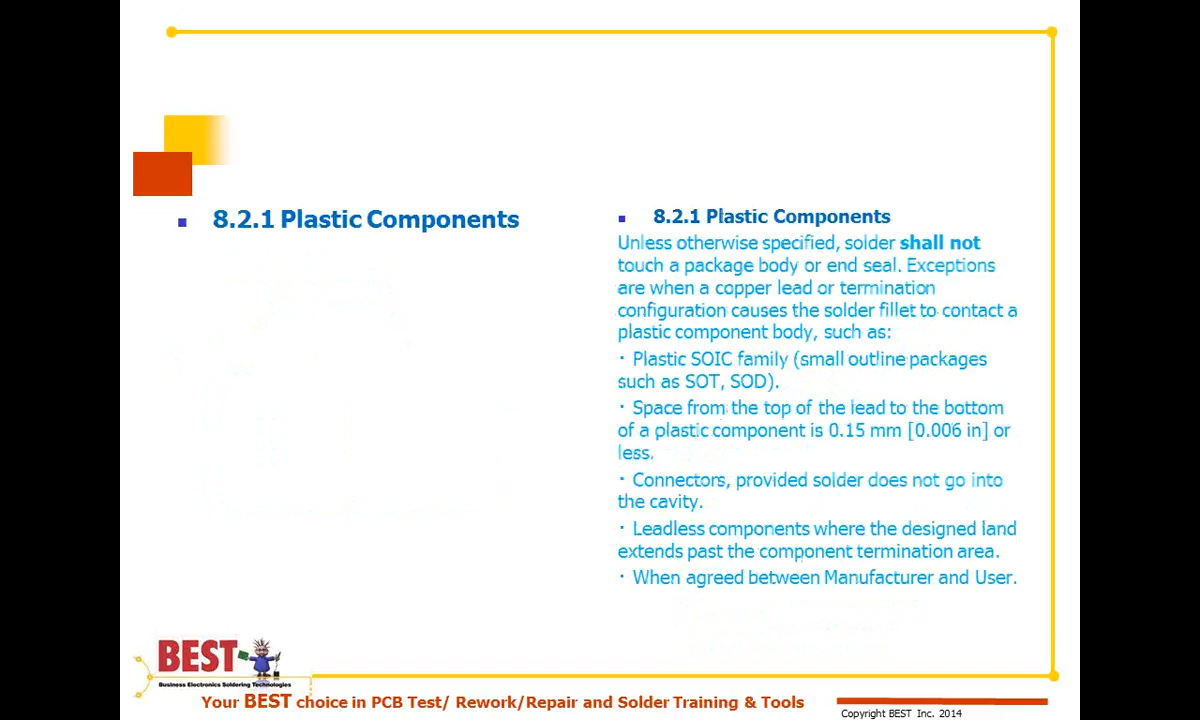 8.2.1 Plastic Components
8.2.1 Plastic Components
Unless otherwise specified, solder shall not
touch a package body or end seal. Exceptions
are when a copper lead or termination
configuration causes the solder fillet to contact a
plastic component body, such as:
· Plastic SOIC family (small outline packages
such as SOT, SOD).
· Space from the top of the lead to the bottom
of a plastic component is 0.15 mm [0.006 in] or
less.
· Connectors, provided solder does not go into
the cavity.
· Leadless components where the designed land
extends past the component termination area.
· When agreed between Manufacturer and User.
BEST
Business Electronics Soldering Technologies
Your BEST choice in PCB Test/ Rework/Repair and Solder Training & Tools
Copyright BEST Inc. 2014